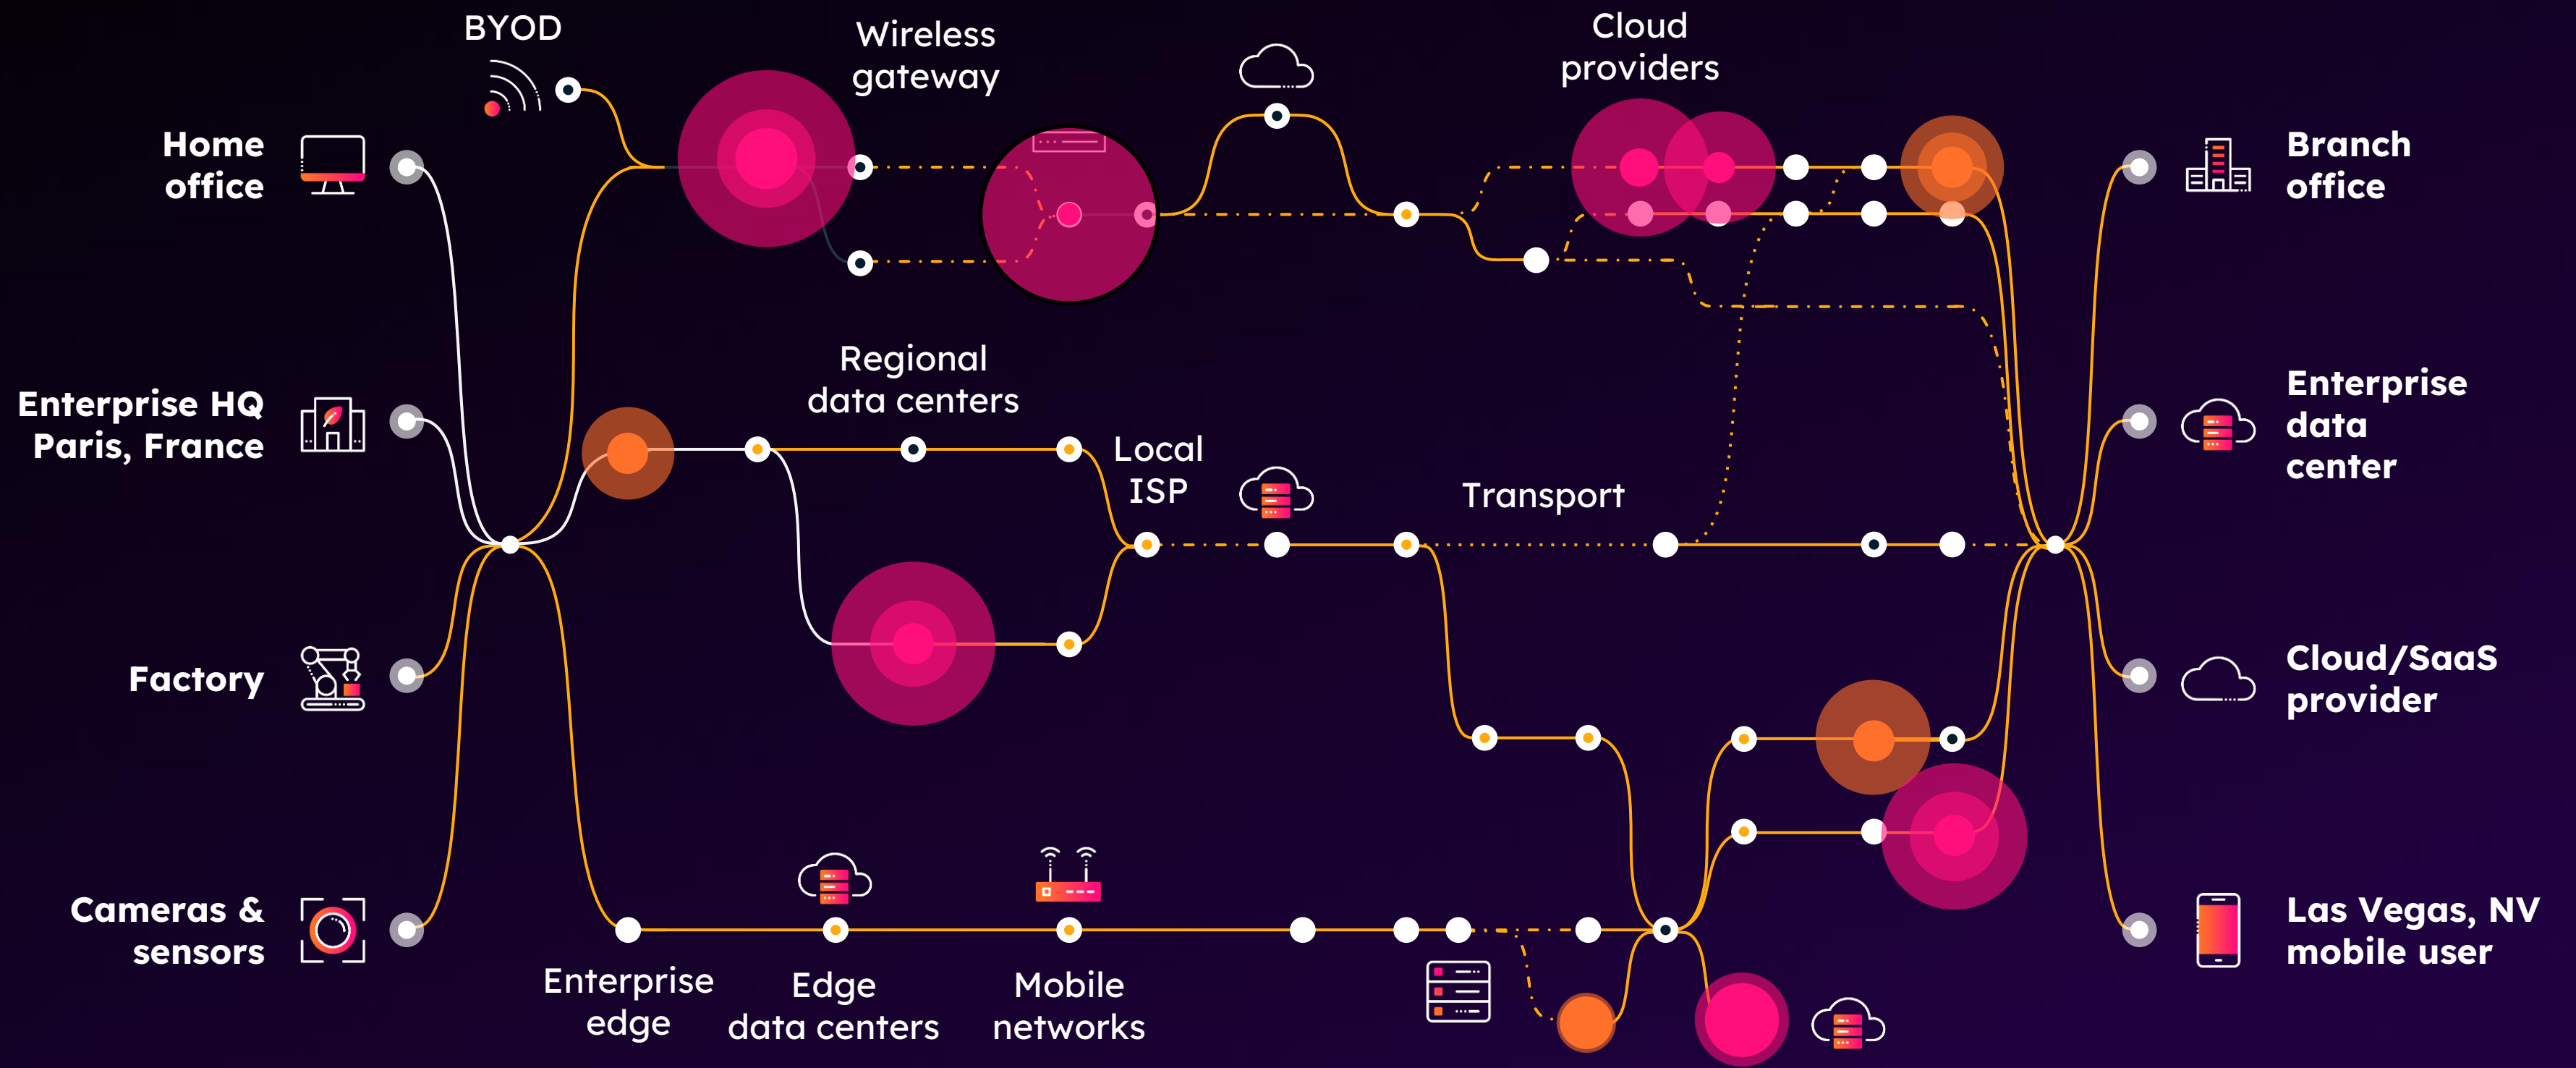 BYOD
Wireless
gateway
Cloud
providers
Home
office
Branch
office
Enterprise HQ
Paris, France
Regional
data centers
Local
ISP
Transport
Enterprise
data
center
Factory
Cloud/SaaS
provider
Cameras &
sensors
Enterprise
edge
Edge
data centers
Mobile
networks
Las Vegas, NV
mobile user